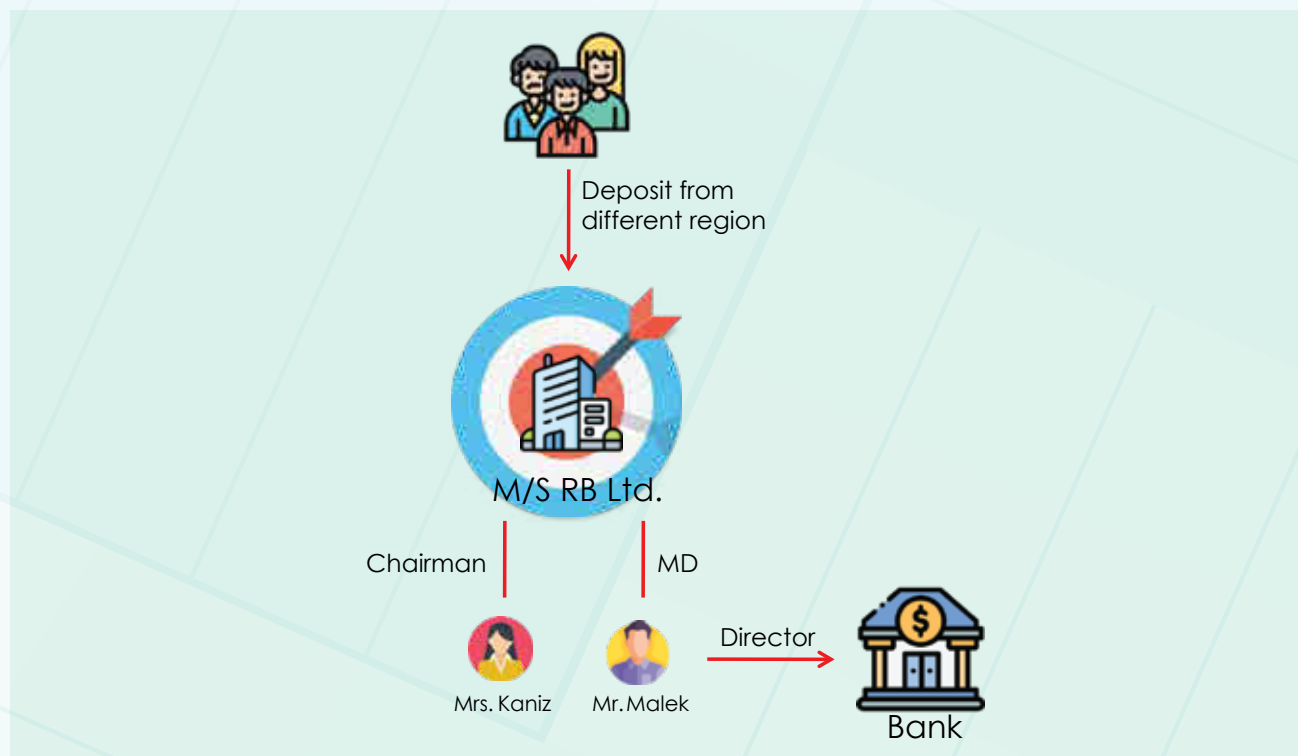 Deposit from
different region
M/S RB Ltd.
Chairman
MD
Director
Mrs. Kaniz
Mr. Malek
Bank